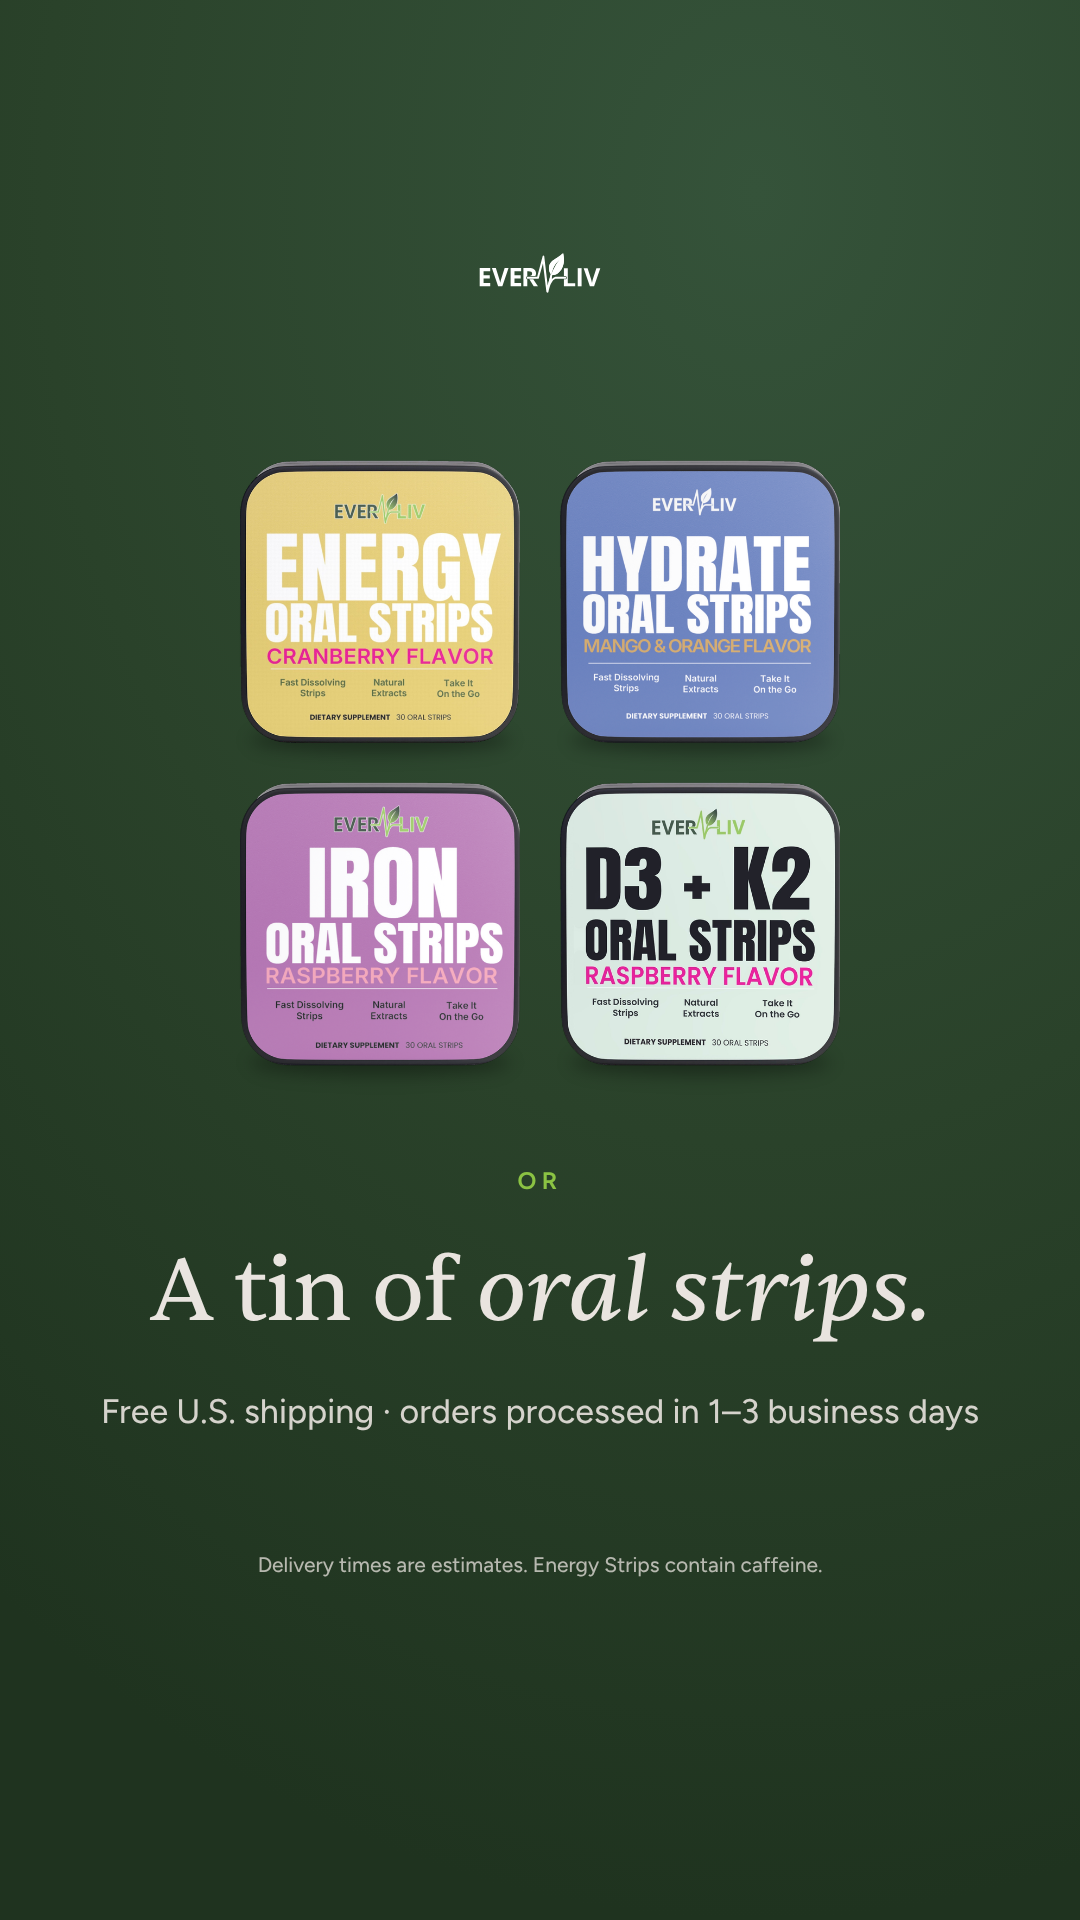 EVERLIV
EVERLIV
ENERGY
ORAL STRIPS
CRANBERRY FLAVOR
Fast Dissolving Strips
Natural Extracts
Take It On the Go
DIETARY SUPPLEMENT 30 ORAL STRIPS
EVERLIV
HYDRATE
ORAL STRIPS
MANGO & ORANGE FLAVOR
Fast Dissolving Strips
Natural Extracts
Take It On the Go
DIETARY SUPPLEMENT 30 ORAL STRIPS
EVERLIV
IRON
ORAL STRIPS
RASPBERRY FLAVOR
Fast Dissolving Strips
Natural Extracts
Take It On the Go
DIETARY SUPPLEMENT 30 ORAL STRIPS
EVERLIV
D3 + K2
ORAL STRIPS
RASPBERRY FLAVOR
Fast Dissolving Strips
Natural Extracts
Take It On the Go
DIETARY SUPPLEMENT 30 ORAL STRIPS
OR
A tin of oral strips.
Free U.S. shipping · orders processed in 1–3 business days
Delivery times are estimates. Energy Strips contain caffeine.